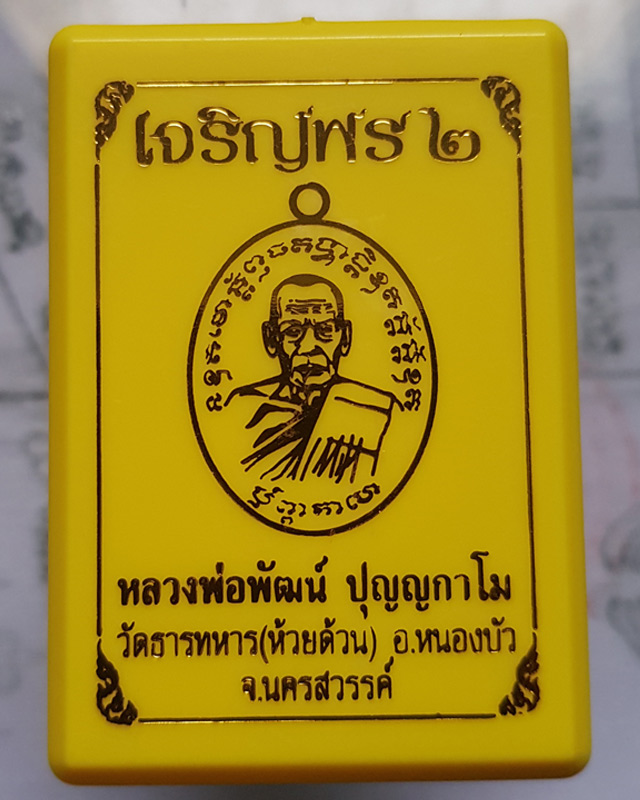 เจริญพร ๒
หลวงพ่อพัฒน์ ปุญญกาโม
วัดธารทหาร(ห้วยด้วน) อ.หนองบัว
จ.นครสวรรค์